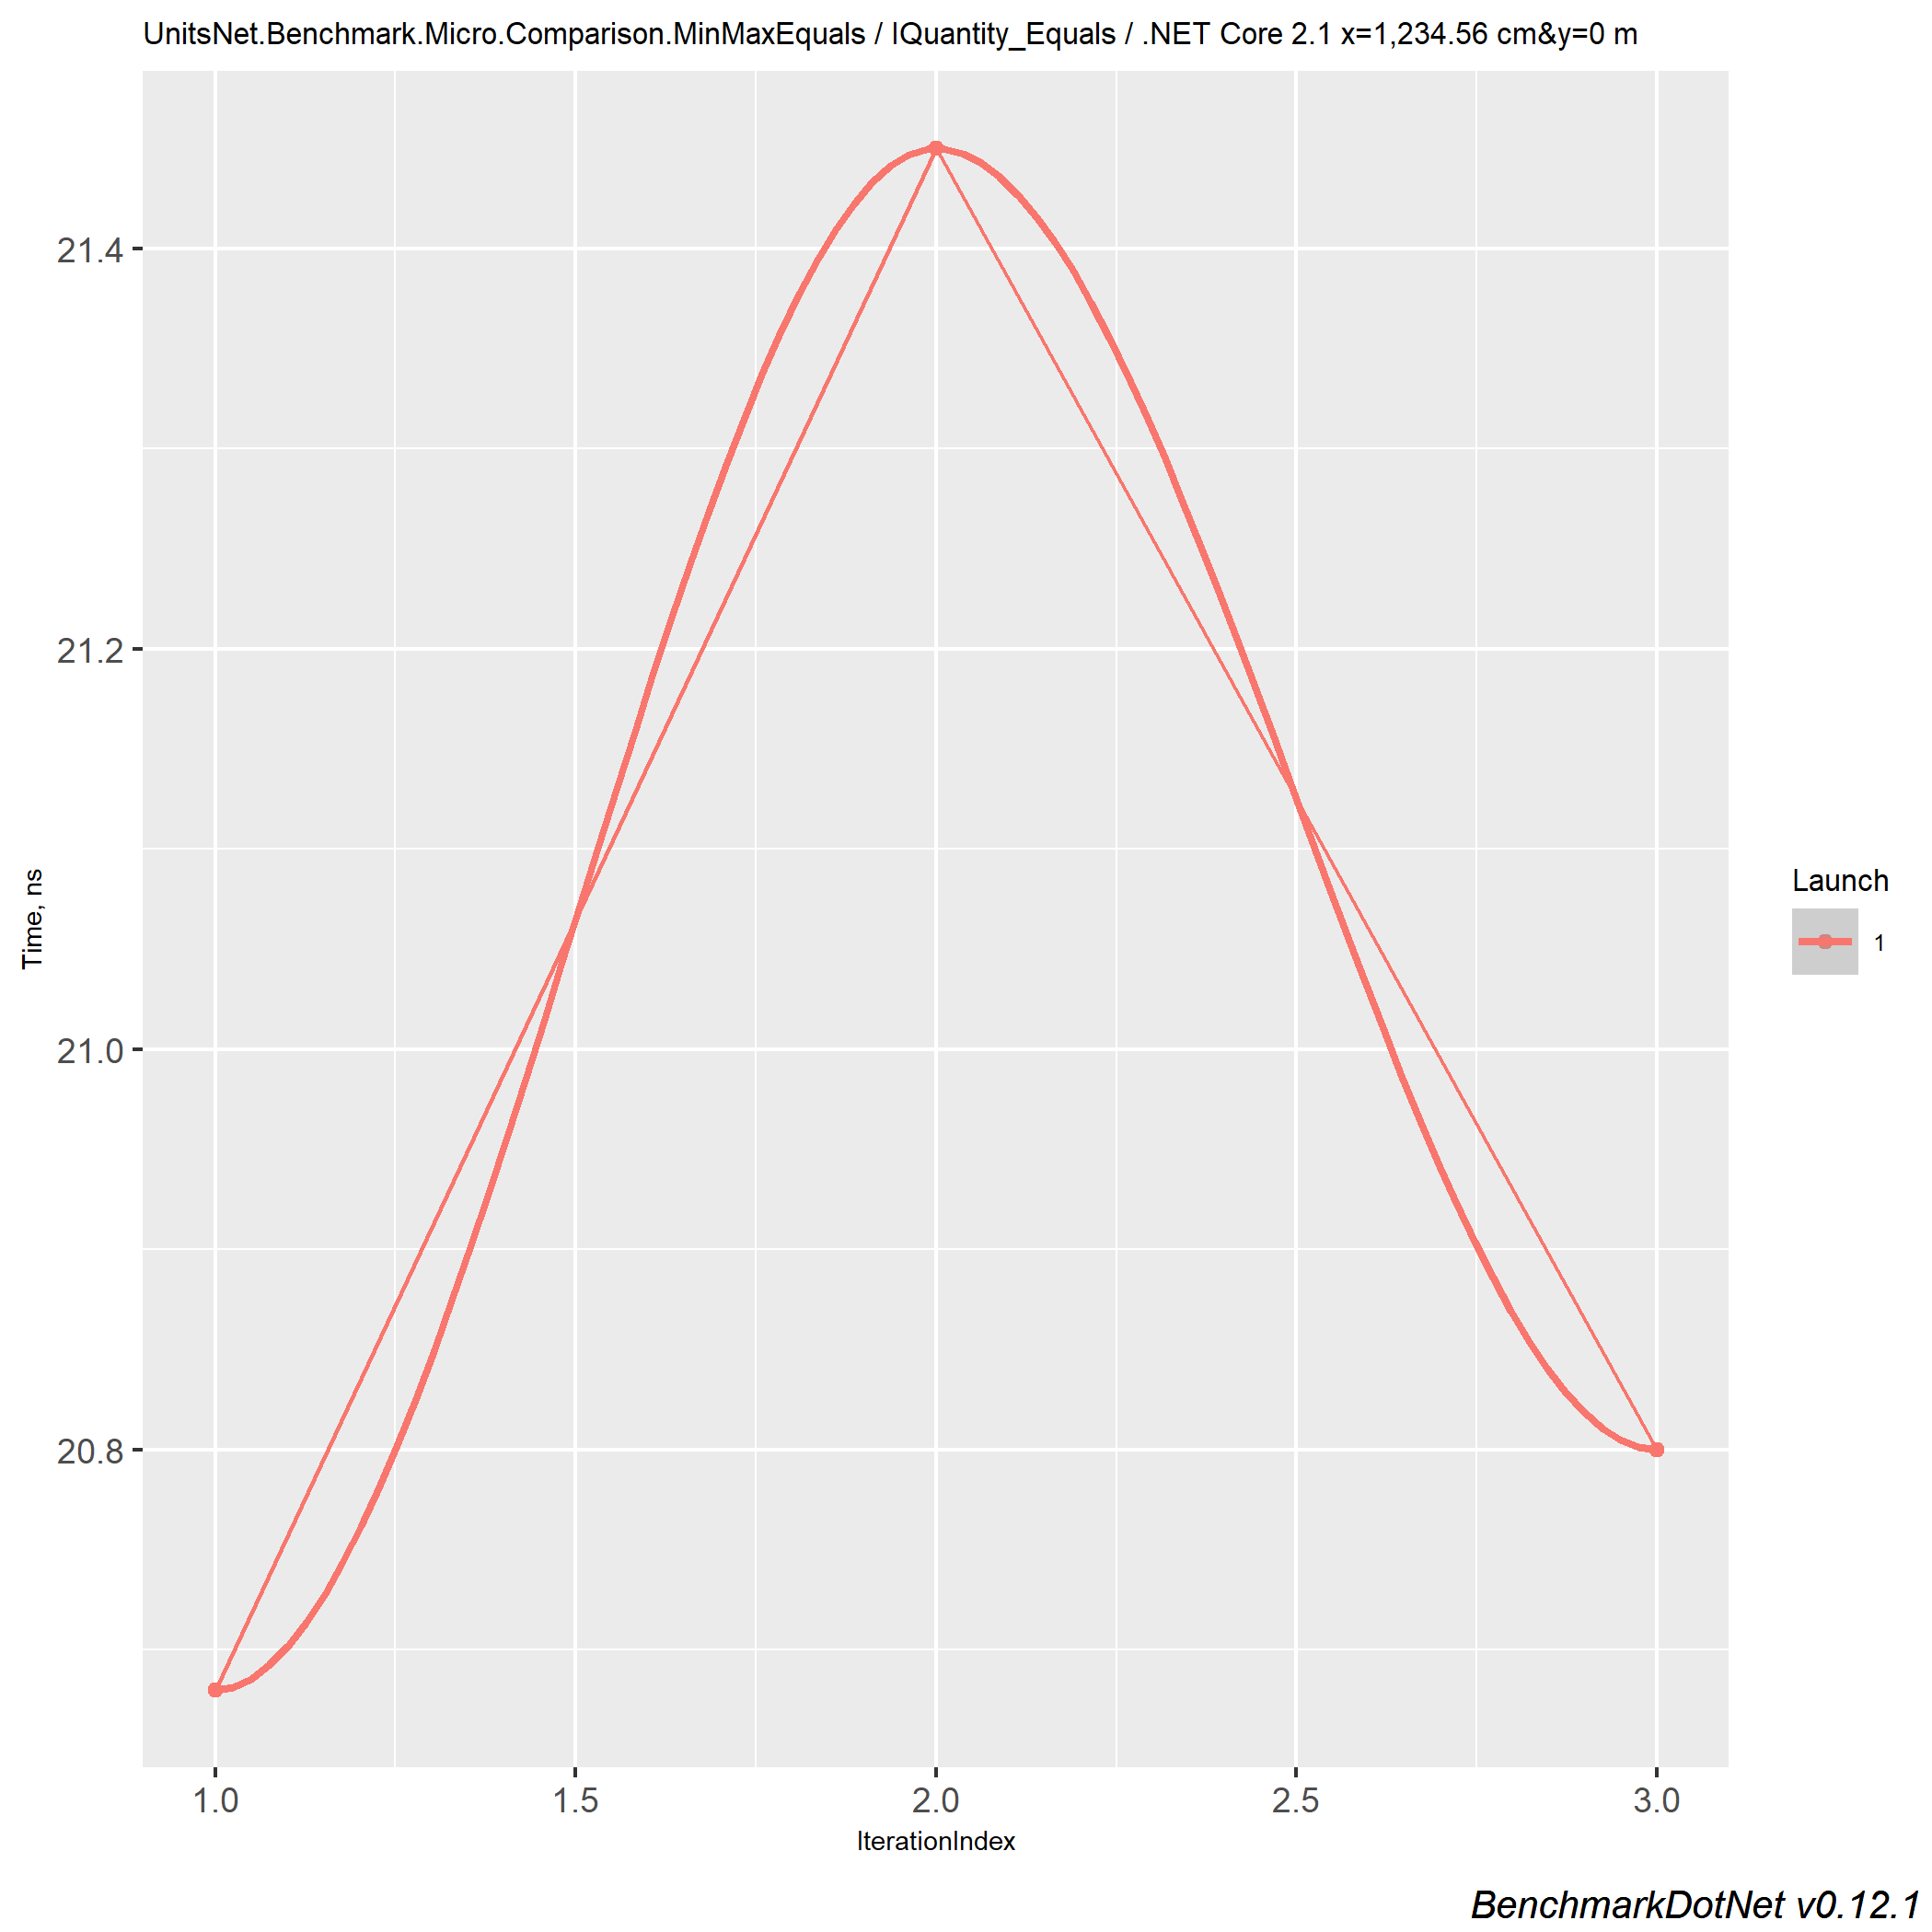 UnitsNet.Benchmark.Micro.Comparison.MinMaxEquals / IQuantity_Equals / .NET Core 2.1 x=1,234.56 cm&y=0 m
21.4
21.2
21.0
20.8
Time, ns
1.0 1.5 2.0 2.5 3.0
IterationIndex
Launch
1
BenchmarkDotNet v0.12.1